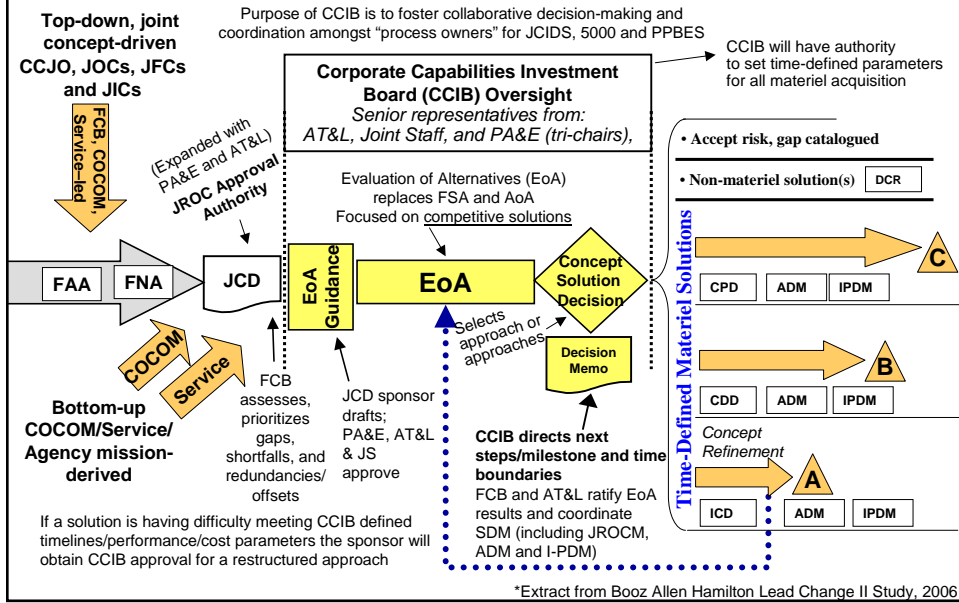 Purpose of CCIB is to foster collaborative decision-making and
coordination amongst “process owners” for JCIDS, 5000 and PPBES
Top-down, joint
concept-driven
CCJO, JOCs, JFCs
and JICs
CCIB will have authority
to set time-defined parameters
for all materiel acquisition
Corporate Capabilities Investment
Board (CCIB) Oversight
Senior representatives from:
AT&L, Joint Staff, and PA&E (tri-chairs),
FCB, COCOM,
Service–led
(Expanded with
PA&E and AT&L)
JROC Approval
Authority
Evaluation of Alternatives (EoA)
replaces FSA and AoA
Focused on competitive solutions
• Accept risk, gap catalogued
• Non-materiel solution(s)
DCR
FAA
FNA
JCD
EoA
Guidance
EoA
Concept
Solution
Decision
Selects
approach or
approaches
Decision
Memo
Time-Defined Materiel Solutions
C
CPD
ADM
IPDM
B
CDD
ADM
IPDM
Concept
Refinement
A
ICD
ADM
IPDM
COCOM
Service
Bottom-up
COCOM/Service/
Agency mission-
derived
FCB
assesses,
prioritizes
gaps,
shortfalls, and
redundancies/
offsets
JCD sponsor
drafts;
PA&E, AT&L
& JS
approve
CCIB directs next
steps/milestone and time
boundaries
FCB and AT&L ratify EoA
results and coordinate
SDM (including JROCM,
ADM and I-PDM)
If a solution is having difficulty meeting CCIB defined
timelines/performance/cost parameters the sponsor will
obtain CCIB approval for a restructured approach
*Extract from Booz Allen Hamilton Lead Change II Study, 2006